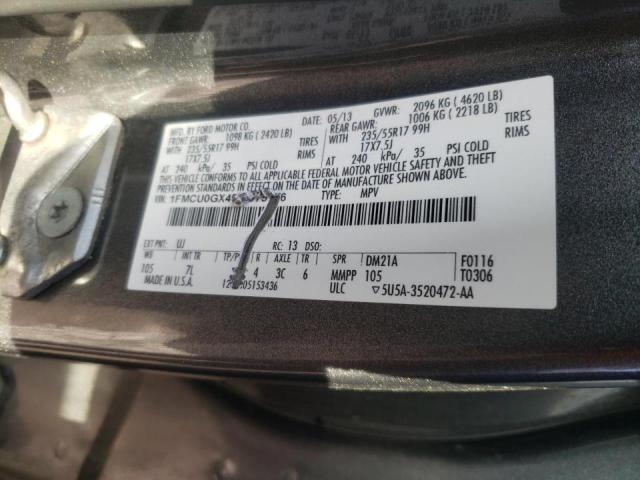 MFD. BY FORD MOTOR CO.
DATE: 05/13 GVWR: 2096 KG ( 4620 LB)
FRONT GAWR: 1098 KG ( 2420 LB)
REAR GAWR: 1006 KG ( 2218 LB)
WITH 235/55R17 99H TIRES
WITH 235/55R17 99H TIRES
17X7.5J RIMS
17X7.5J RIMS
AT 240 kPa/ 35 PSI COLD
AT 240 kPa/ 35 PSI COLD
THIS VEHICLE CONFORMS TO ALL APPLICABLE FEDERAL MOTOR VEHICLE SAFETY AND THEFT
PREVENTION STANDARDS IN EFFECT ON THE DATE OF MANUFACTURE SHOWN ABOVE.
VIN: TYPE: MPV
EXT PNT: UJ RC: 13 DSO:
INT TR TP/P R AXLE TR SPR DM21A F0116
105 7L 4 3C 6 MMPP 105 T0306
MADE IN U.S.A. ULC 5U5A-3520472-AA